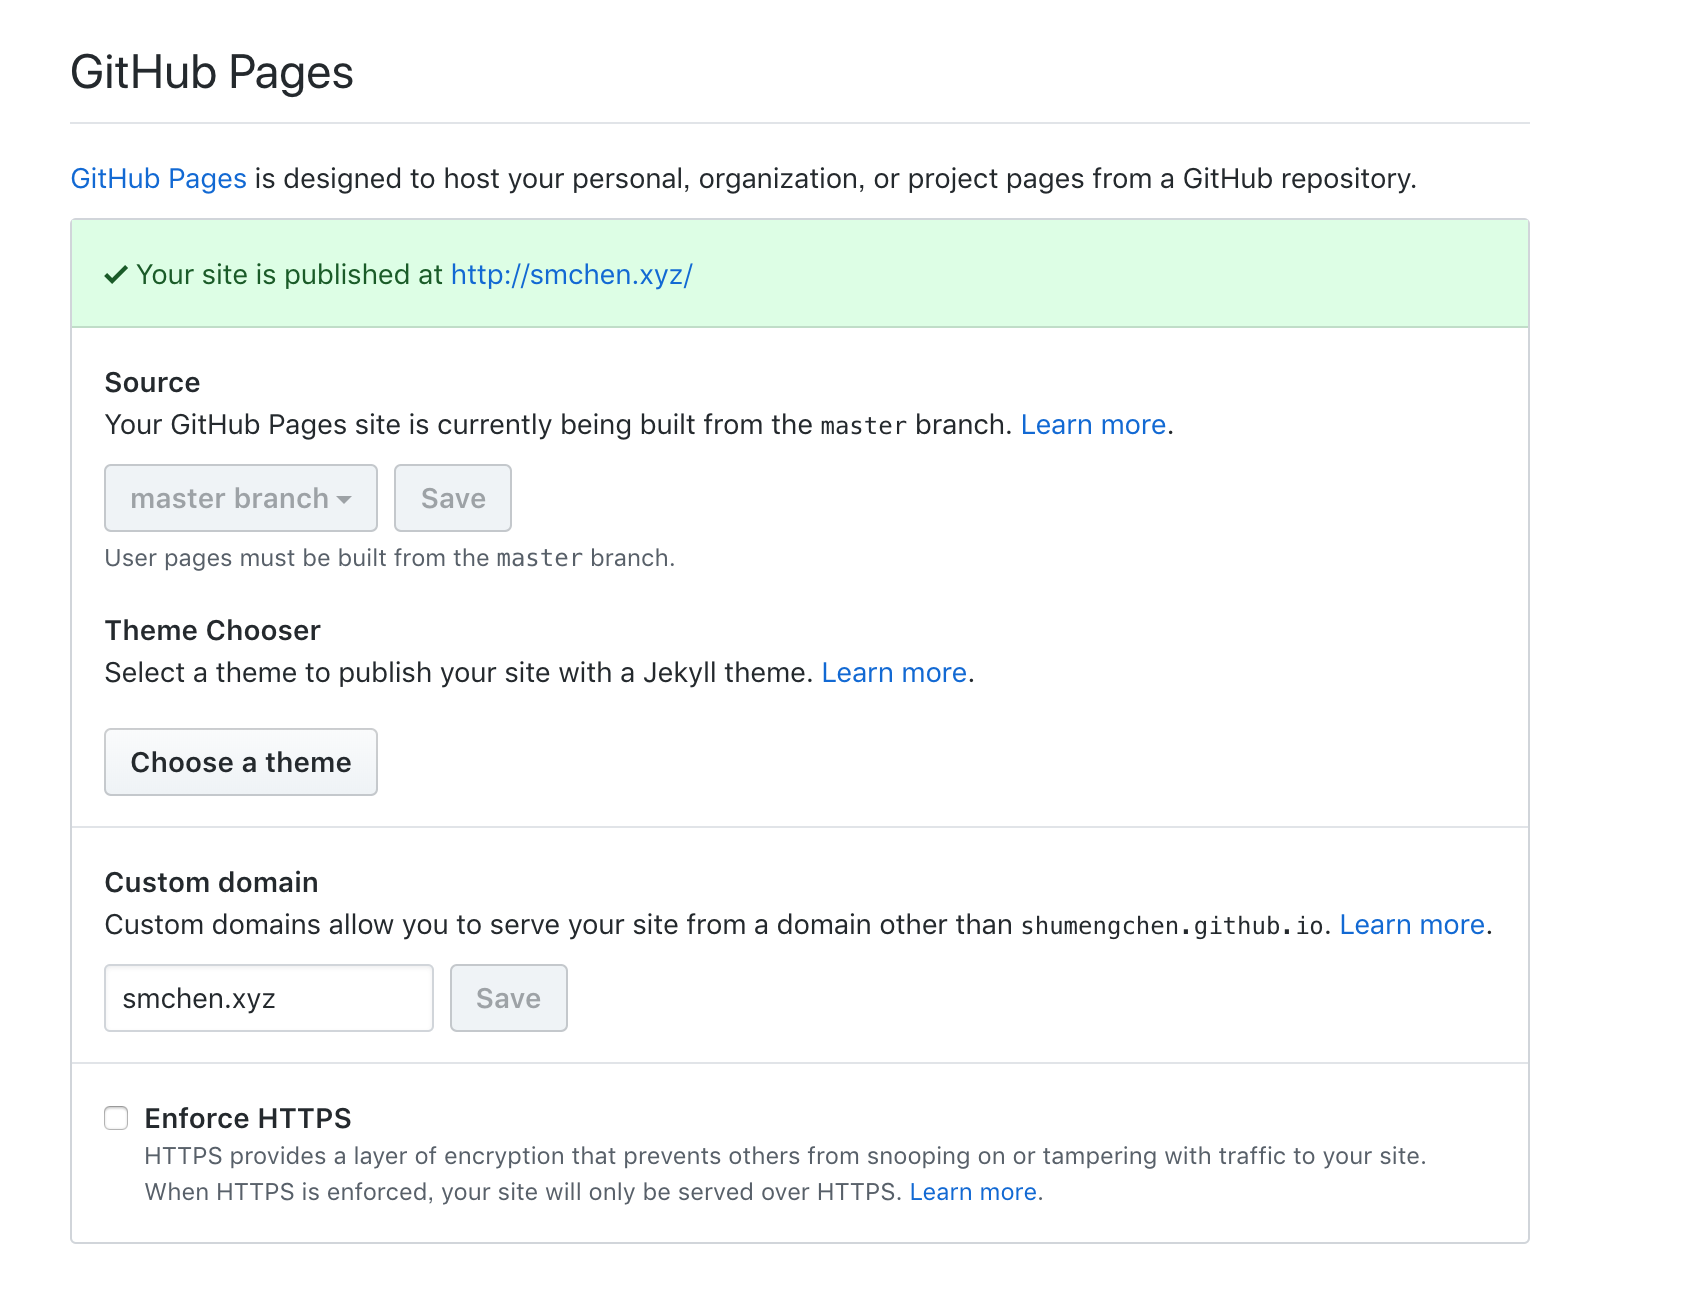 GitHub Pages
GitHub Pages is designed to host your personal, organization, or project pages from a GitHub repository.
Your site is published at http://smchen.xyz/
Source
Your GitHub Pages site is currently being built from the master branch. Learn more.
master branch Save
User pages must be built from the master branch.
Theme Chooser
Select a theme to publish your site with a Jekyll theme. Learn more.
Choose a theme
Custom domain
Custom domains allow you to serve your site from a domain other than shumengchen.github.io. Learn more.
smchen.xyz Save
Enforce HTTPS
HTTPS provides a layer of encryption that prevents others from snooping on or tampering with traffic to your site.
When HTTPS is enforced, your site will only be served over HTTPS. Learn more.